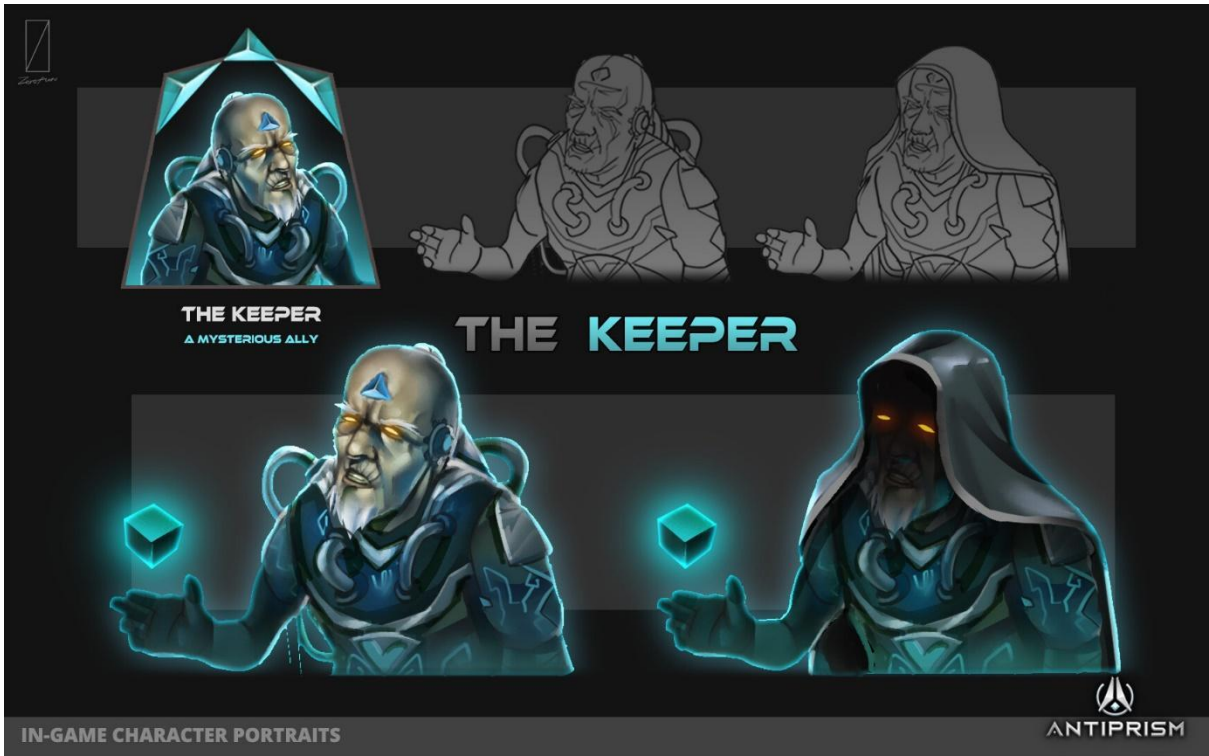 THE KEEPER
A MYSTERIOUS ALLY
THE KEEPER
IN-GAME CHARACTER PORTRAITS
ANTIPRISM